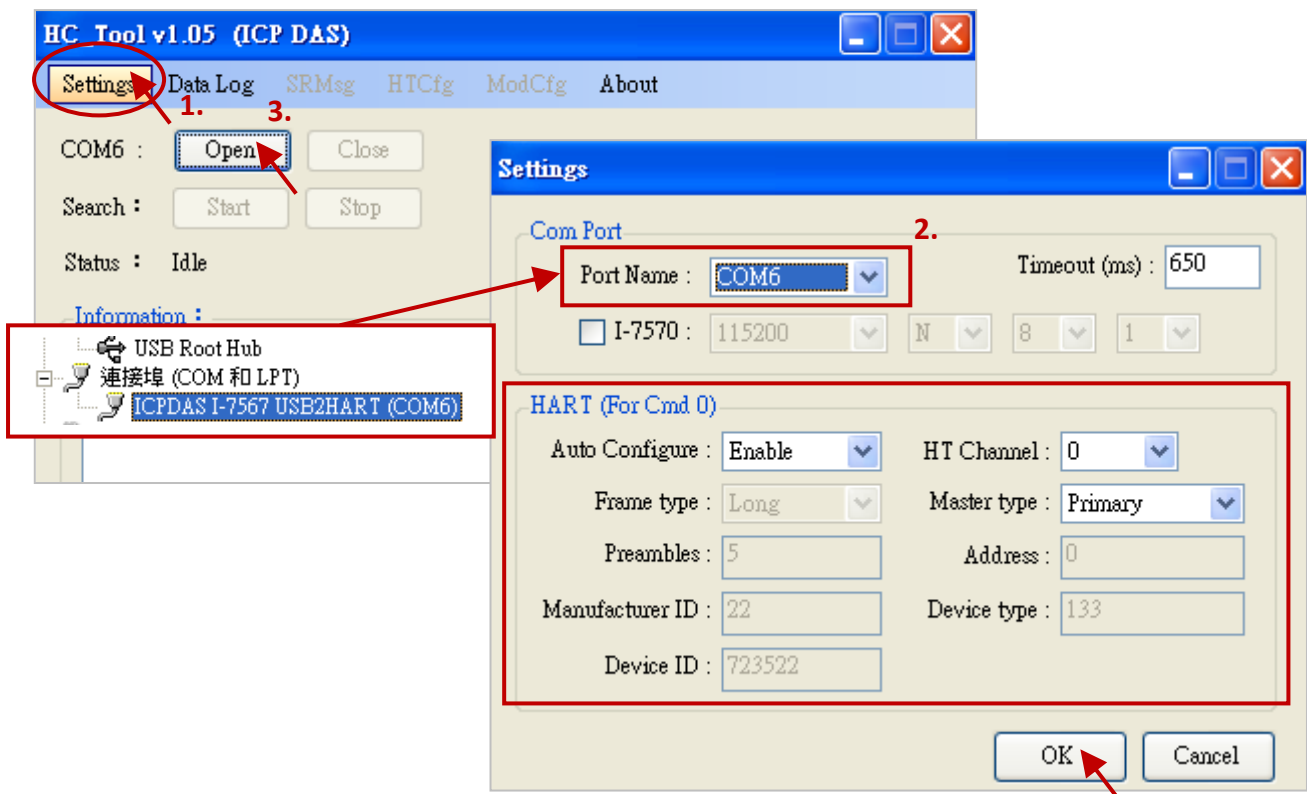 HC_Tool v1.05 (ICP DAS)
Settings Data Log SRMsg HTCfg ModCfg About
1. 3.
COM6 : Open Close
Search : Start Stop
Status : Idle
Information :
USB Root Hub
連接埠 (COM 和 LPT)
ICPDAS I-7567 USB2HART (COM6)
Settings
Com Port
2.
Port Name : COM6 Timeout (ms) : 650
I-7570 : 115200 N 8 1
HART (For Cmd 0)
Auto Configure : Enable HT Channel : 0
Frame type : Long Master type : Primary
Preambles : 5 Address : 0
Manufacturer ID : 22 Device type : 133
Device ID : 723522
OK Cancel